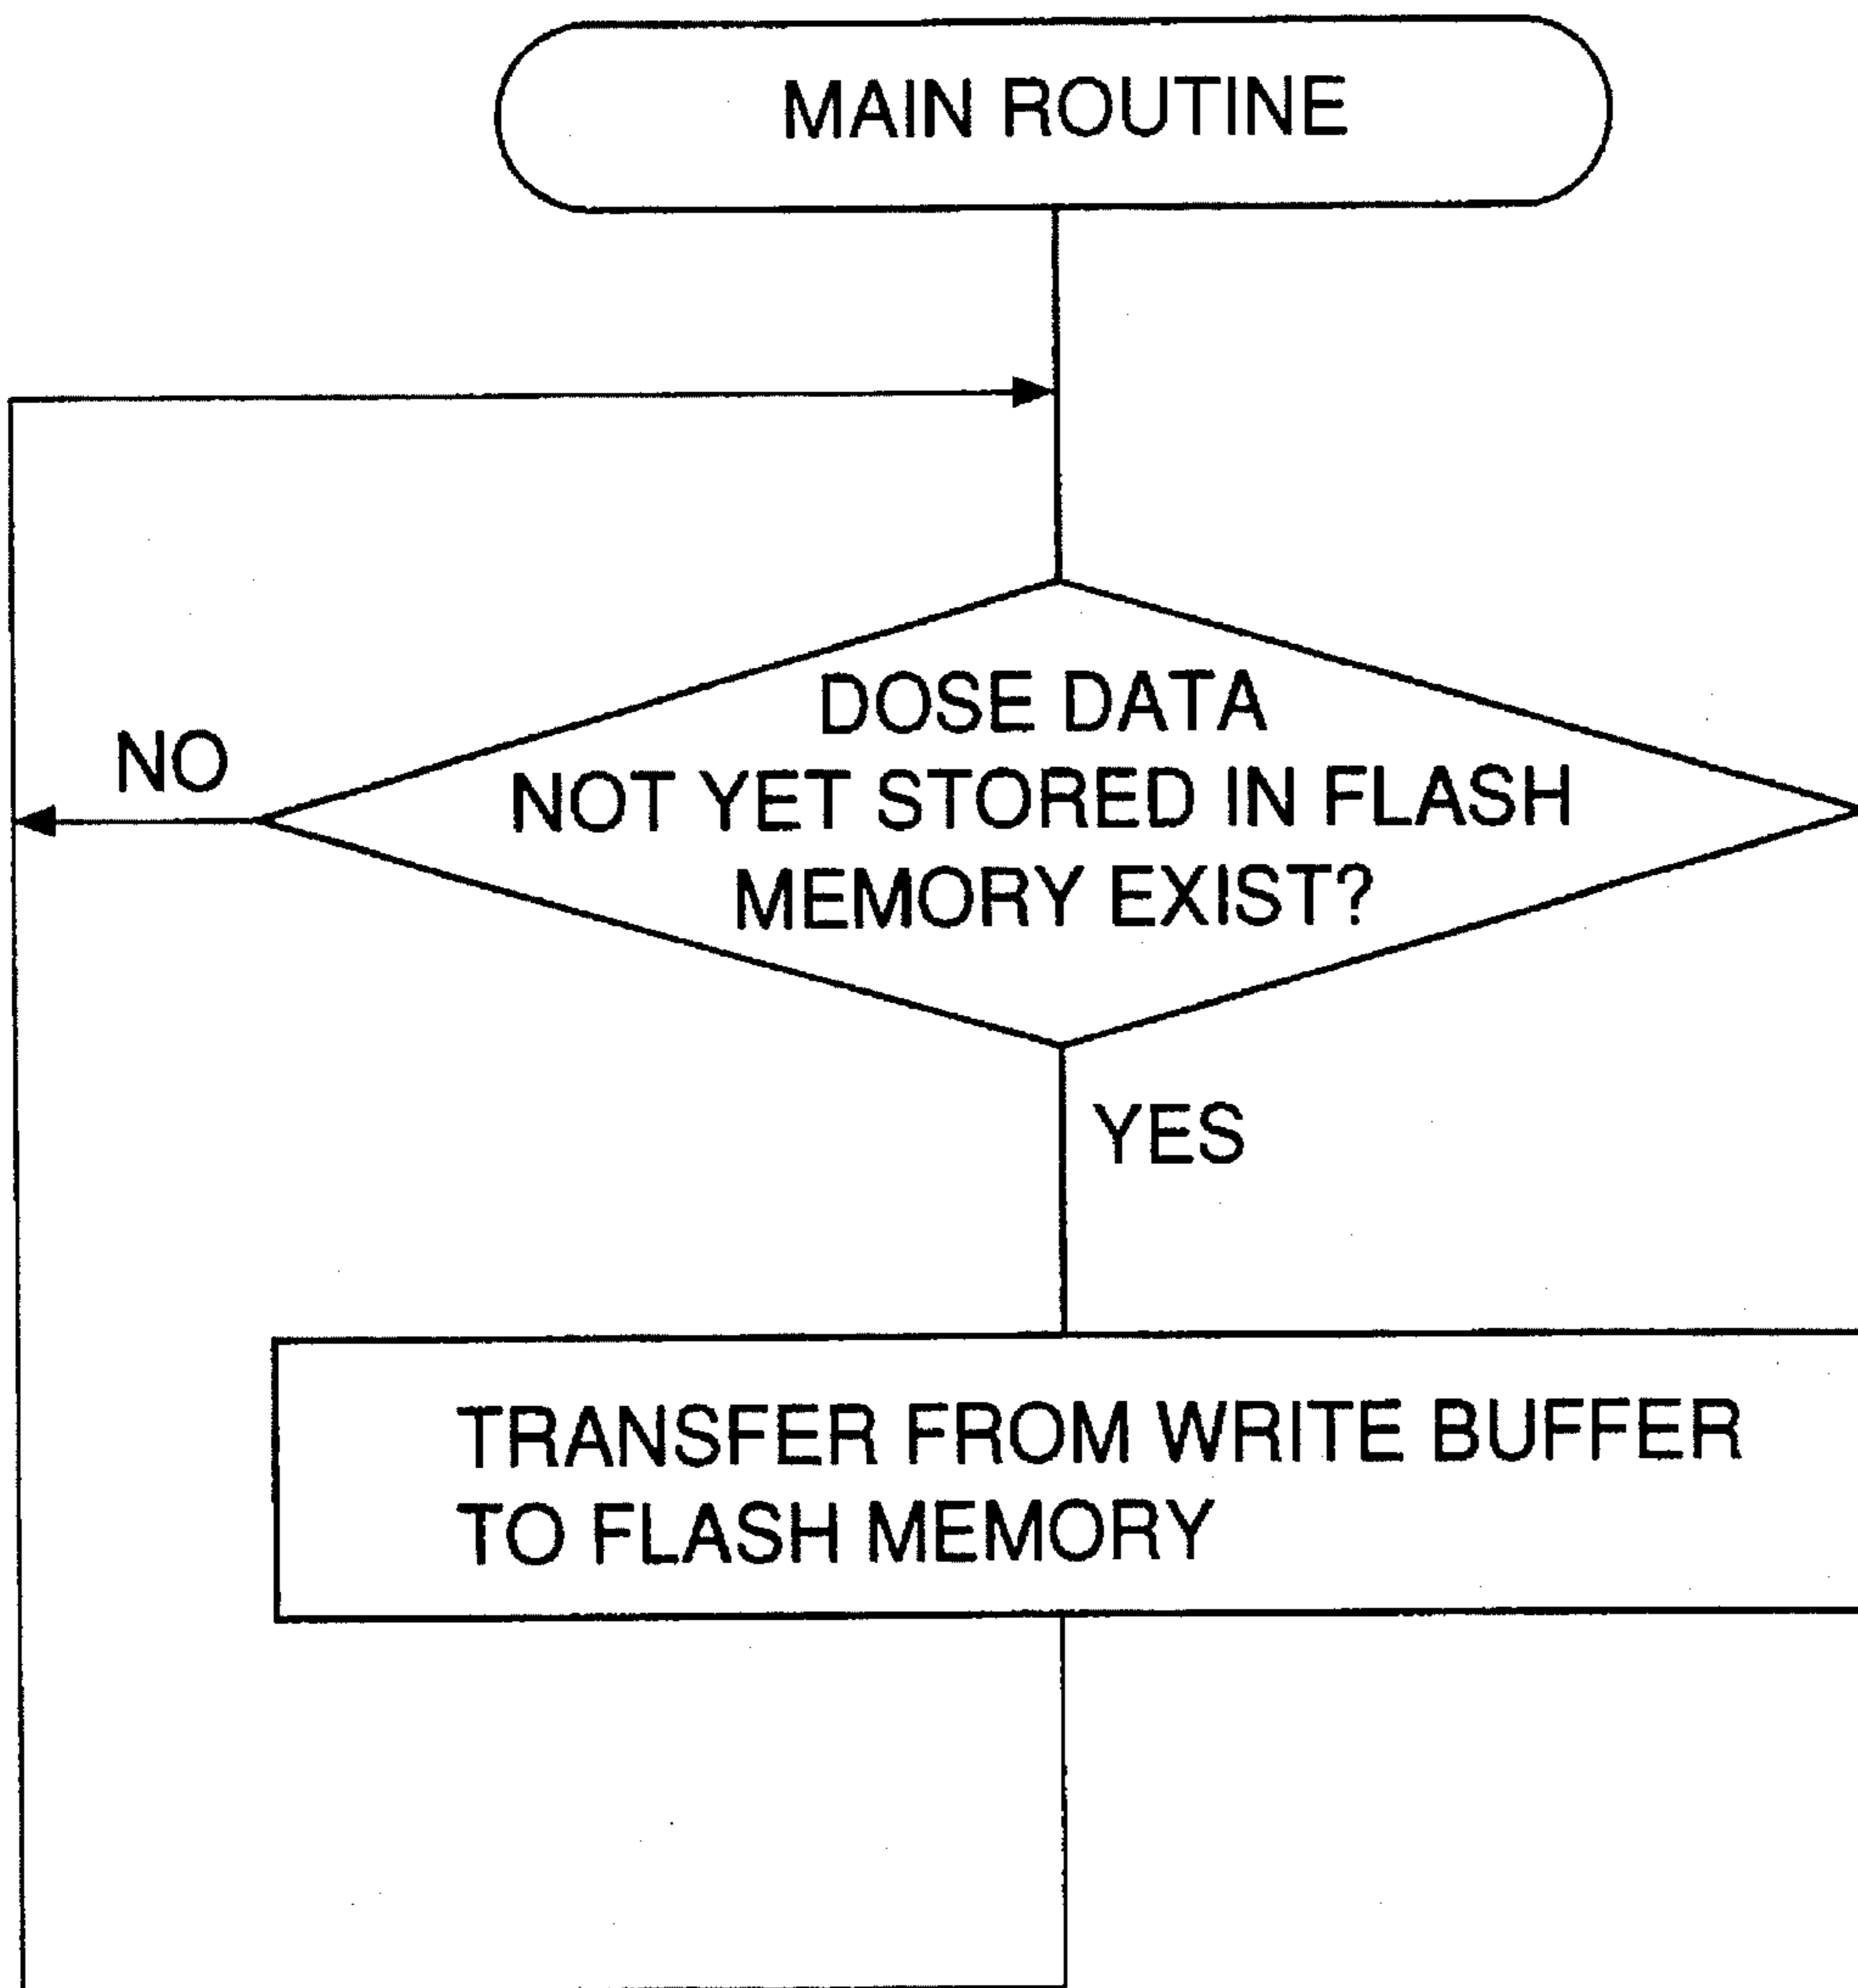 MAIN ROUTINE
DOSE DATA
NOT YET STORED IN FLASH
MEMORY EXIST?
NO
YES
TRANSFER FROM WRITE BUFFER
TO FLASH MEMORY